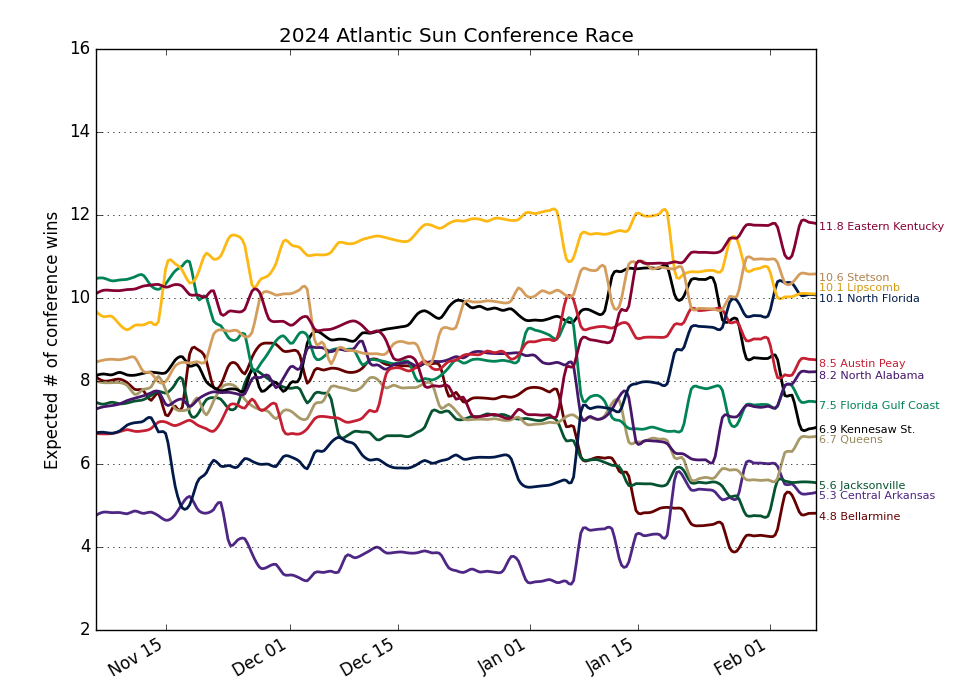 2024 Atlantic Sun Conference Race
Expected # of conference wins
16
14
12
10
8
6
4
2
Nov 15
Dec 01
Dec 15
Jan 01
Jan 15
Feb 01
11.8 Eastern Kentucky
10.6 Stetson
10.1 Lipscomb
10.1 North Florida
8.5 Austin Peay
8.2 North Alabama
7.5 Florida Gulf Coast
6.9 Kennesaw St.
6.7 Queens
5.6 Jacksonville
5.3 Central Arkansas
4.8 Bellarmine